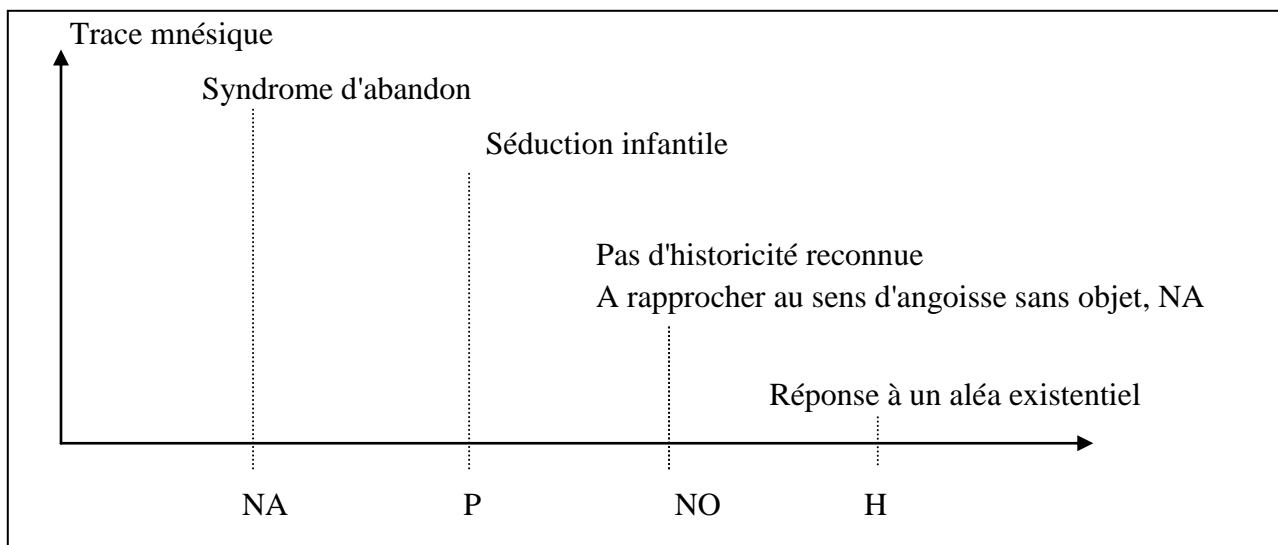 Trace mnésique
Syndrome d'abandon
Séduction infantile
Pas d'historicité reconnue
A rapprocher au sens d'angoisse sans objet, NA
Réponse à un aléa existentiel
NA P NO H